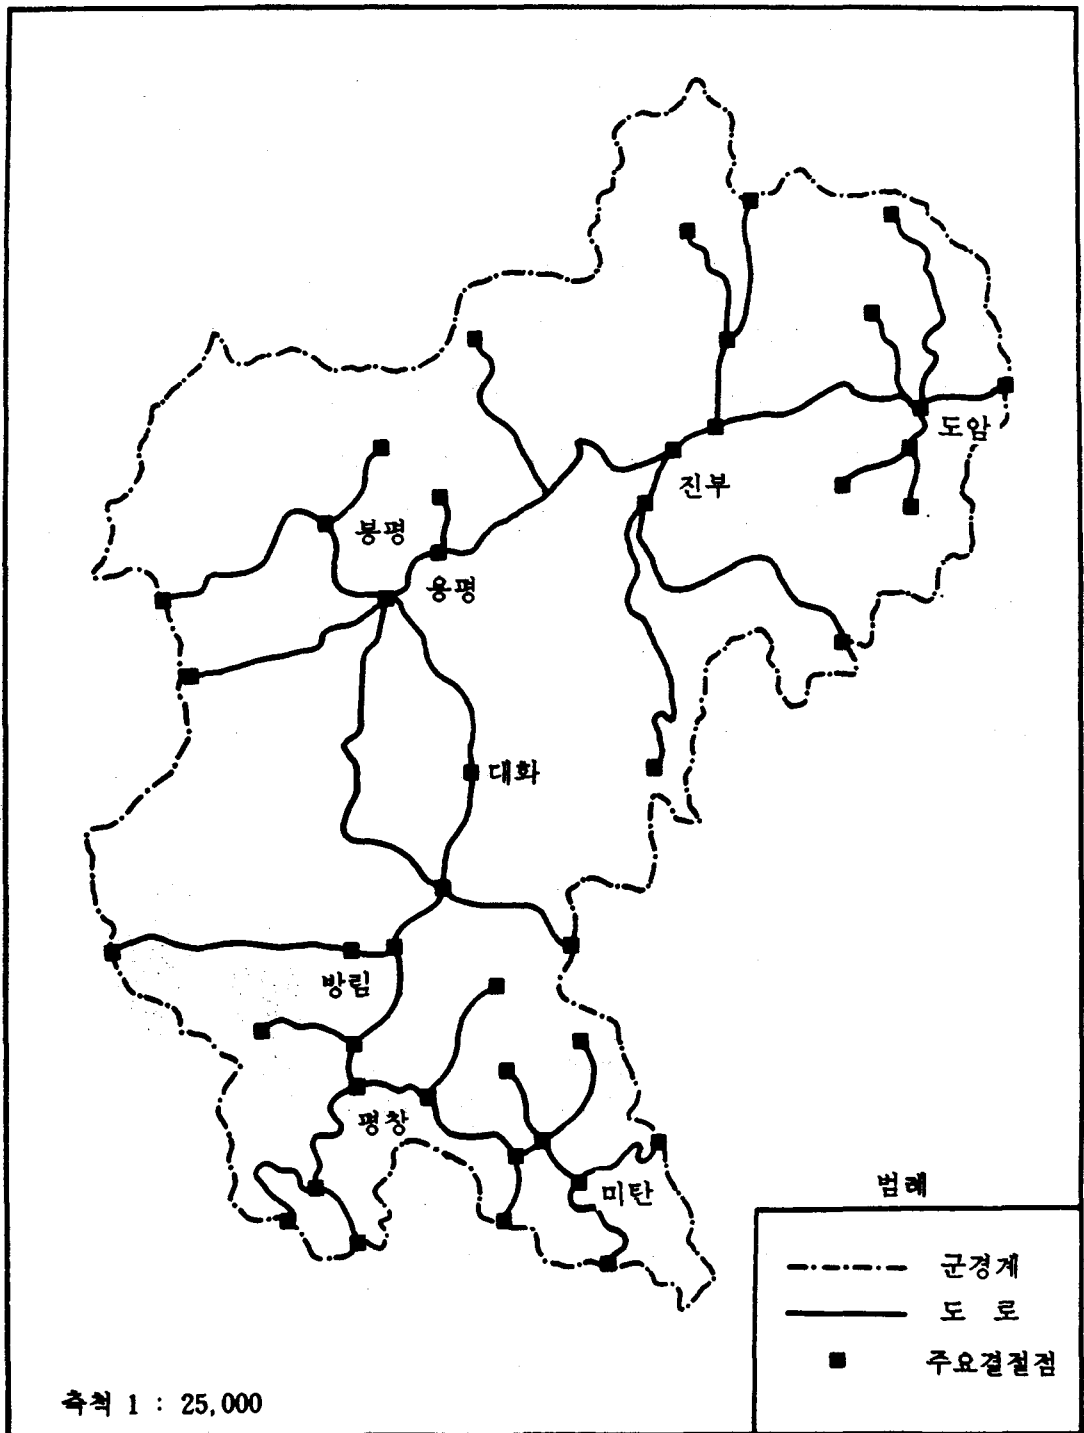 도암
진부
봉평
용평
대화
방림
평창
미탄
범례
군경계
도 로
주요결절점
축척 1 : 25,000